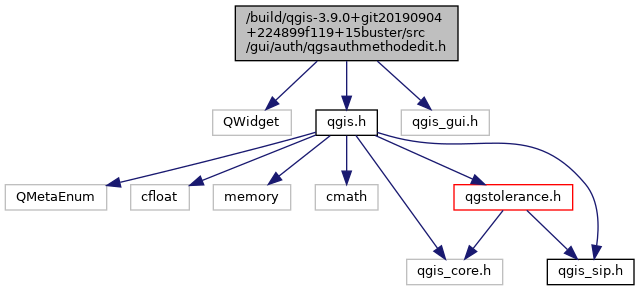 /build/qgis-3.9.0+git20190904
+224899f119+15buster/src
/gui/auth/qgsauthmethodedit.h
QWidget
qgis.h
qgis_gui.h
QMetaEnum
cfloat
memory
cmath
qgstolerance.h
qgis_core.h
qgis_sip.h